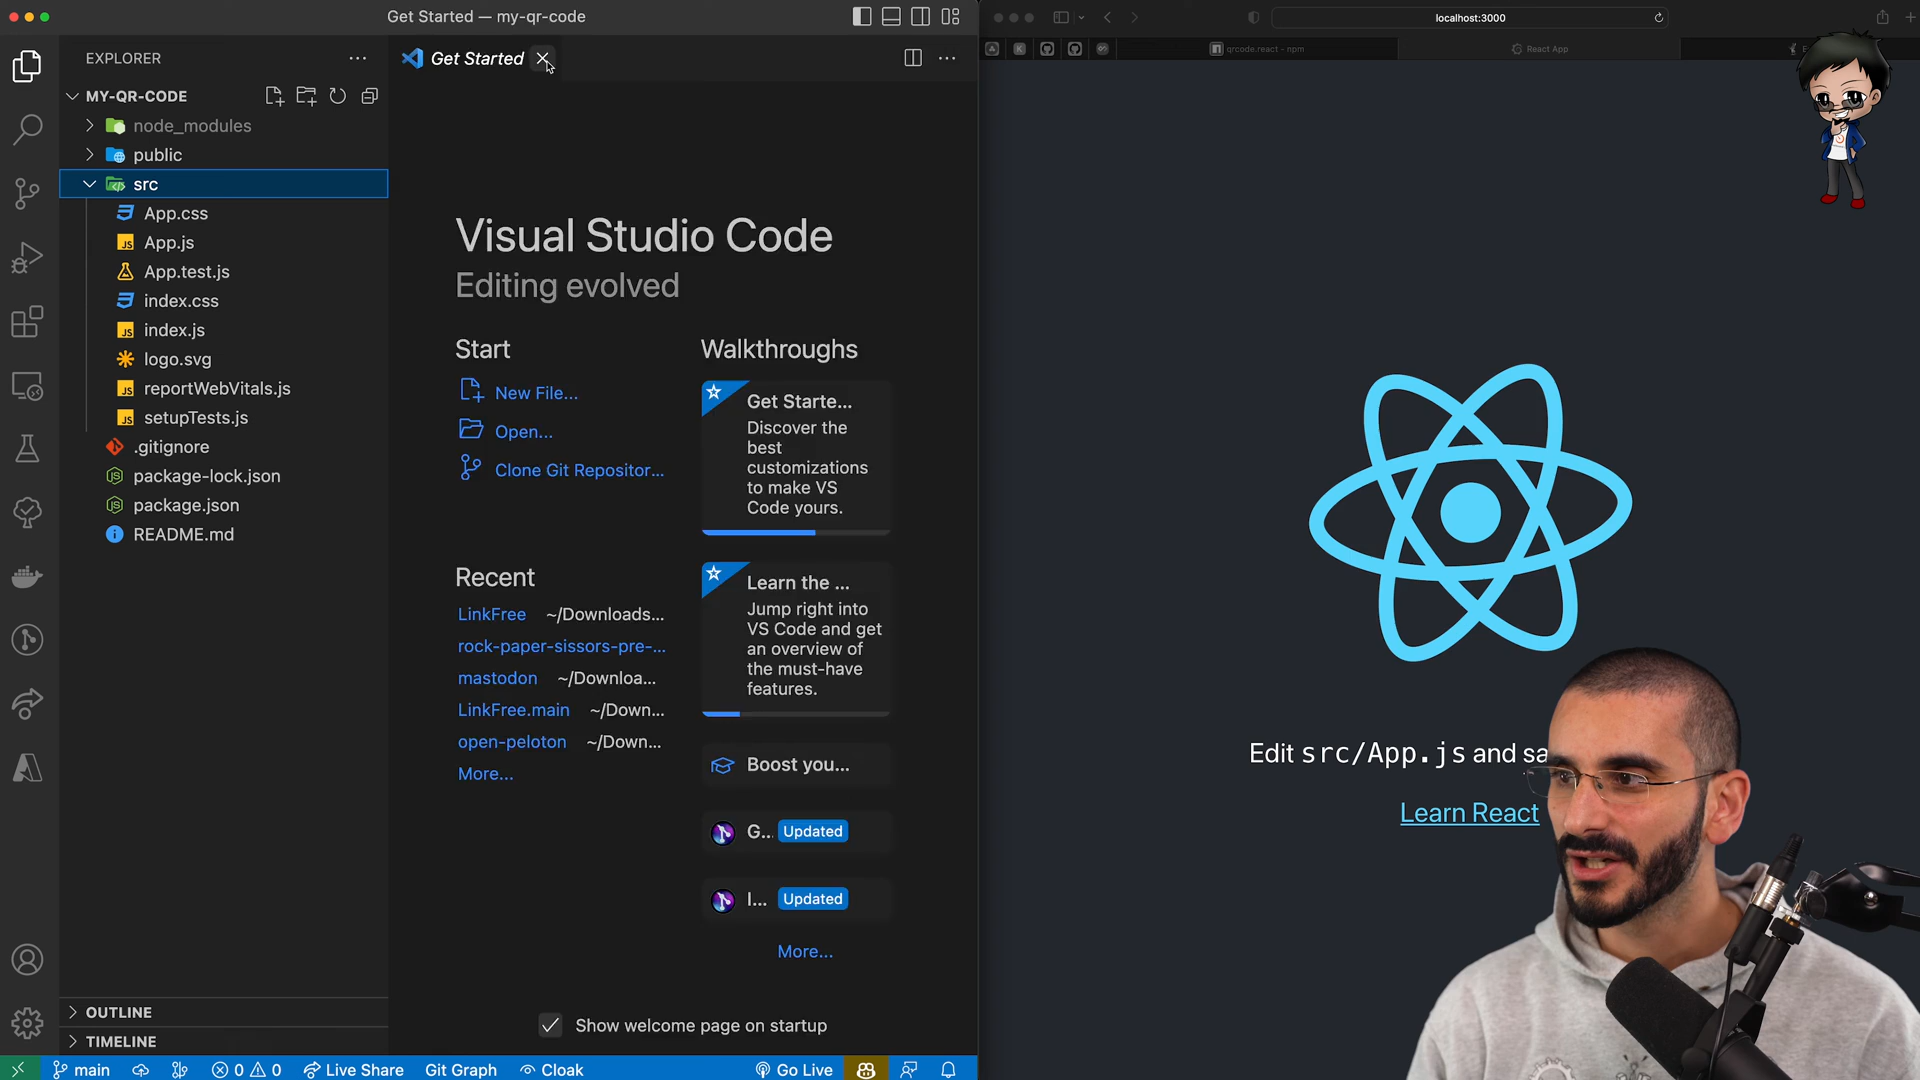 Get Started — my-qr-code
EXPLORER
MY-QR-CODE
node_modules
public
src
App.css
App.js
App.test.js
index.css
index.js
logo.svg
reportWebVitals.js
setupTests.js
.gitignore
package-lock.json
package.json
README.md
OUTLINE
TIMELINE
main
0 0
Live Share
Git Graph
Cloak
Go Live
Get Started
Visual Studio Code
Editing evolved
Start
New File...
Open...
Clone Git Repositor...
Recent
LinkFree ~/Downloads...
rock-paper-sissors-pre-...
mastodon ~/Downloa...
LinkFree.main ~/Down...
open-peloton ~/Down...
More...
Walkthroughs
Get Starte...
Discover the
best
customizations
to make VS
Code yours.
Learn the ...
Jump right into
VS Code and get
an overview of
the must-have
features.
Boost you...
G... Updated
I... Updated
More...
Show welcome page on startup
localhost:3000
qrcode.react - npm
React App
Edit src/App.js and sa
Learn React